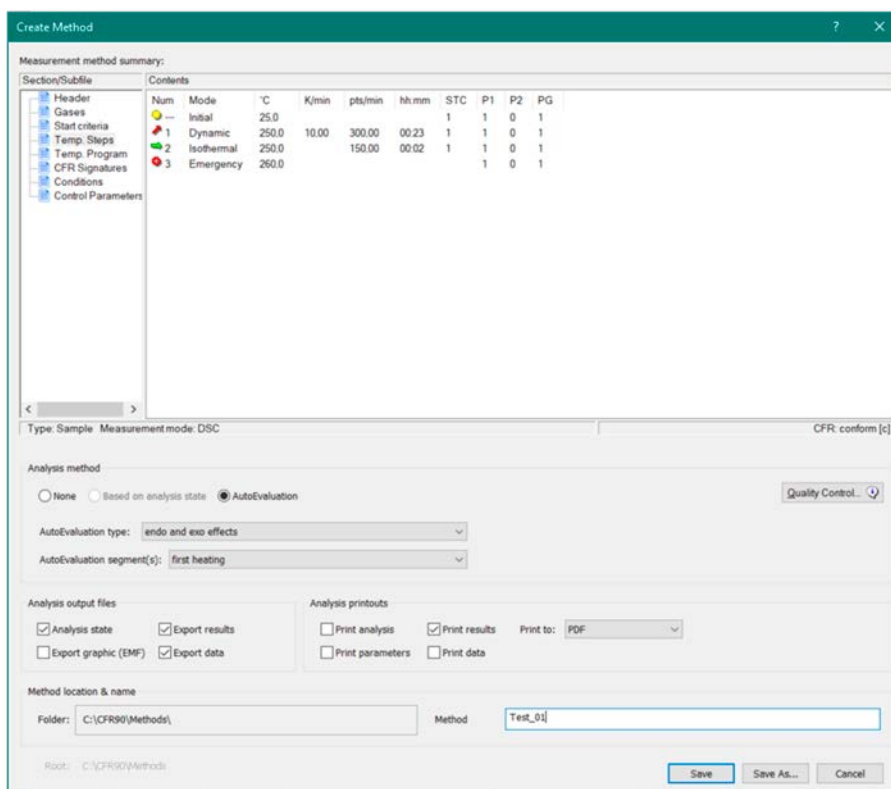 Create Method ? ×
Measurement method summary:
Section/Subfile Contents
Header
Gases
Start criteria
Temp. Steps
Temp. Program
CFR Signatures
Conditions
Control Parameters
Num Mode °C K/min pts/min hh:mm STC P1 P2 PG
--- Initial 25.0 1 1 0 1
1 Dynamic 250.0 10.00 300.00 00:23 1 1 0 1
2 Isothermal 250.0 150.00 00:02 1 1 0 1
3 Emergency 260.0 1 0 1
Type: Sample Measurement mode: DSC CFR: conform [c]
Analysis method
None Based on analysis state AutoEvaluation Quality Control...
AutoEvaluation type: endo and exo effects
AutoEvaluation segment(s): first heating
Analysis output files Analysis printouts
Analysis state Export results Print analysis Print results Print to: PDF
Export graphic (EMF) Export data Print parameters Print data
Method location & name
Folder: C:\CFR90\Methods\ Method Test_01
Root: C:\CFR90\Methods
Save Save As... Cancel